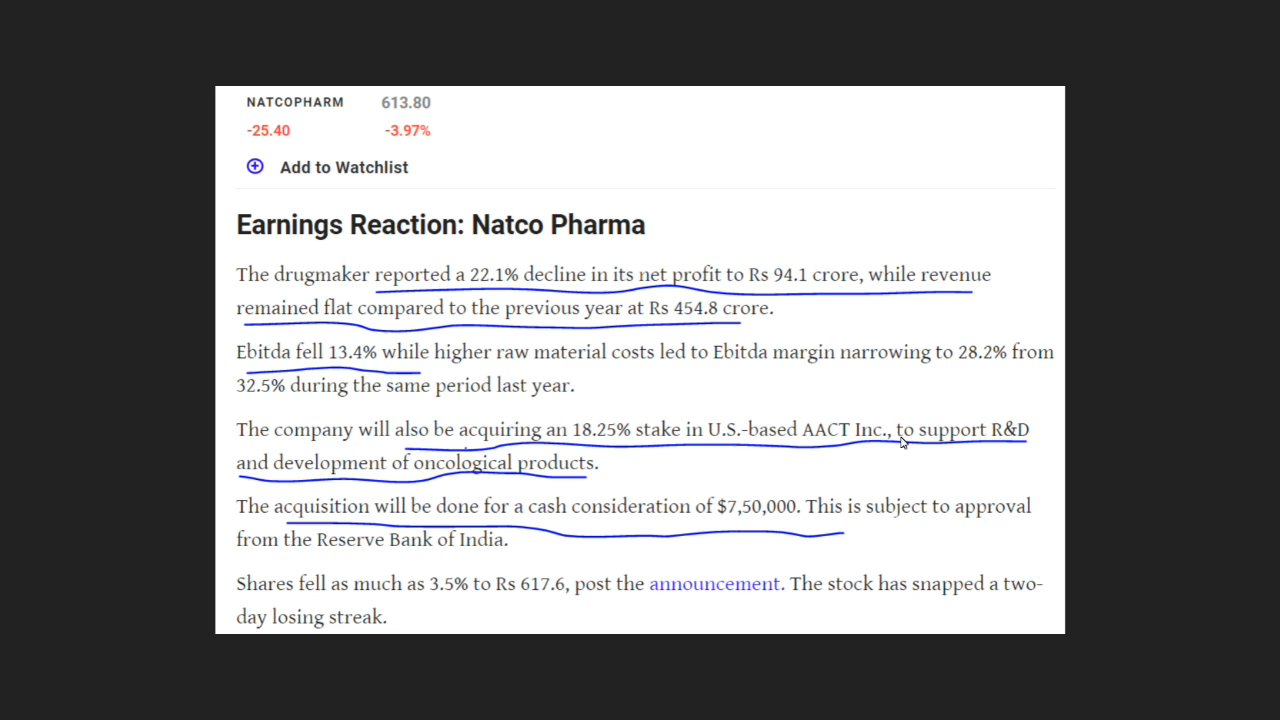 NATCOPHARM 613.80
-25.40 -3.97%
Add to Watchlist
Earnings Reaction: Natco Pharma
The drugmaker reported a 22.1% decline in its net profit to Rs 94.1 crore, while revenue
remained flat compared to the previous year at Rs 454.8 crore.
Ebitda fell 13.4% while higher raw material costs led to Ebitda margin narrowing to 28.2% from
32.5% during the same period last year.
The company will also be acquiring an 18.25% stake in U.S.-based AACT Inc., to support R&D
and development of oncological products.
The acquisition will be done for a cash consideration of $7,50,000. This is subject to approval
from the Reserve Bank of India.
Shares fell as much as 3.5% to Rs 617.6, post the announcement. The stock has snapped a two-
day losing streak.